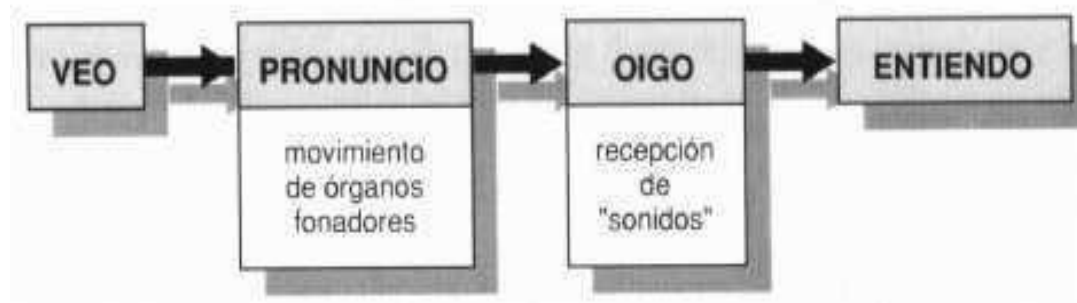 VEO
PRONUNCIO
movimiento
de órganos
fonadores
OIGO
recepción
de
"sonidos"
ENTIENDO